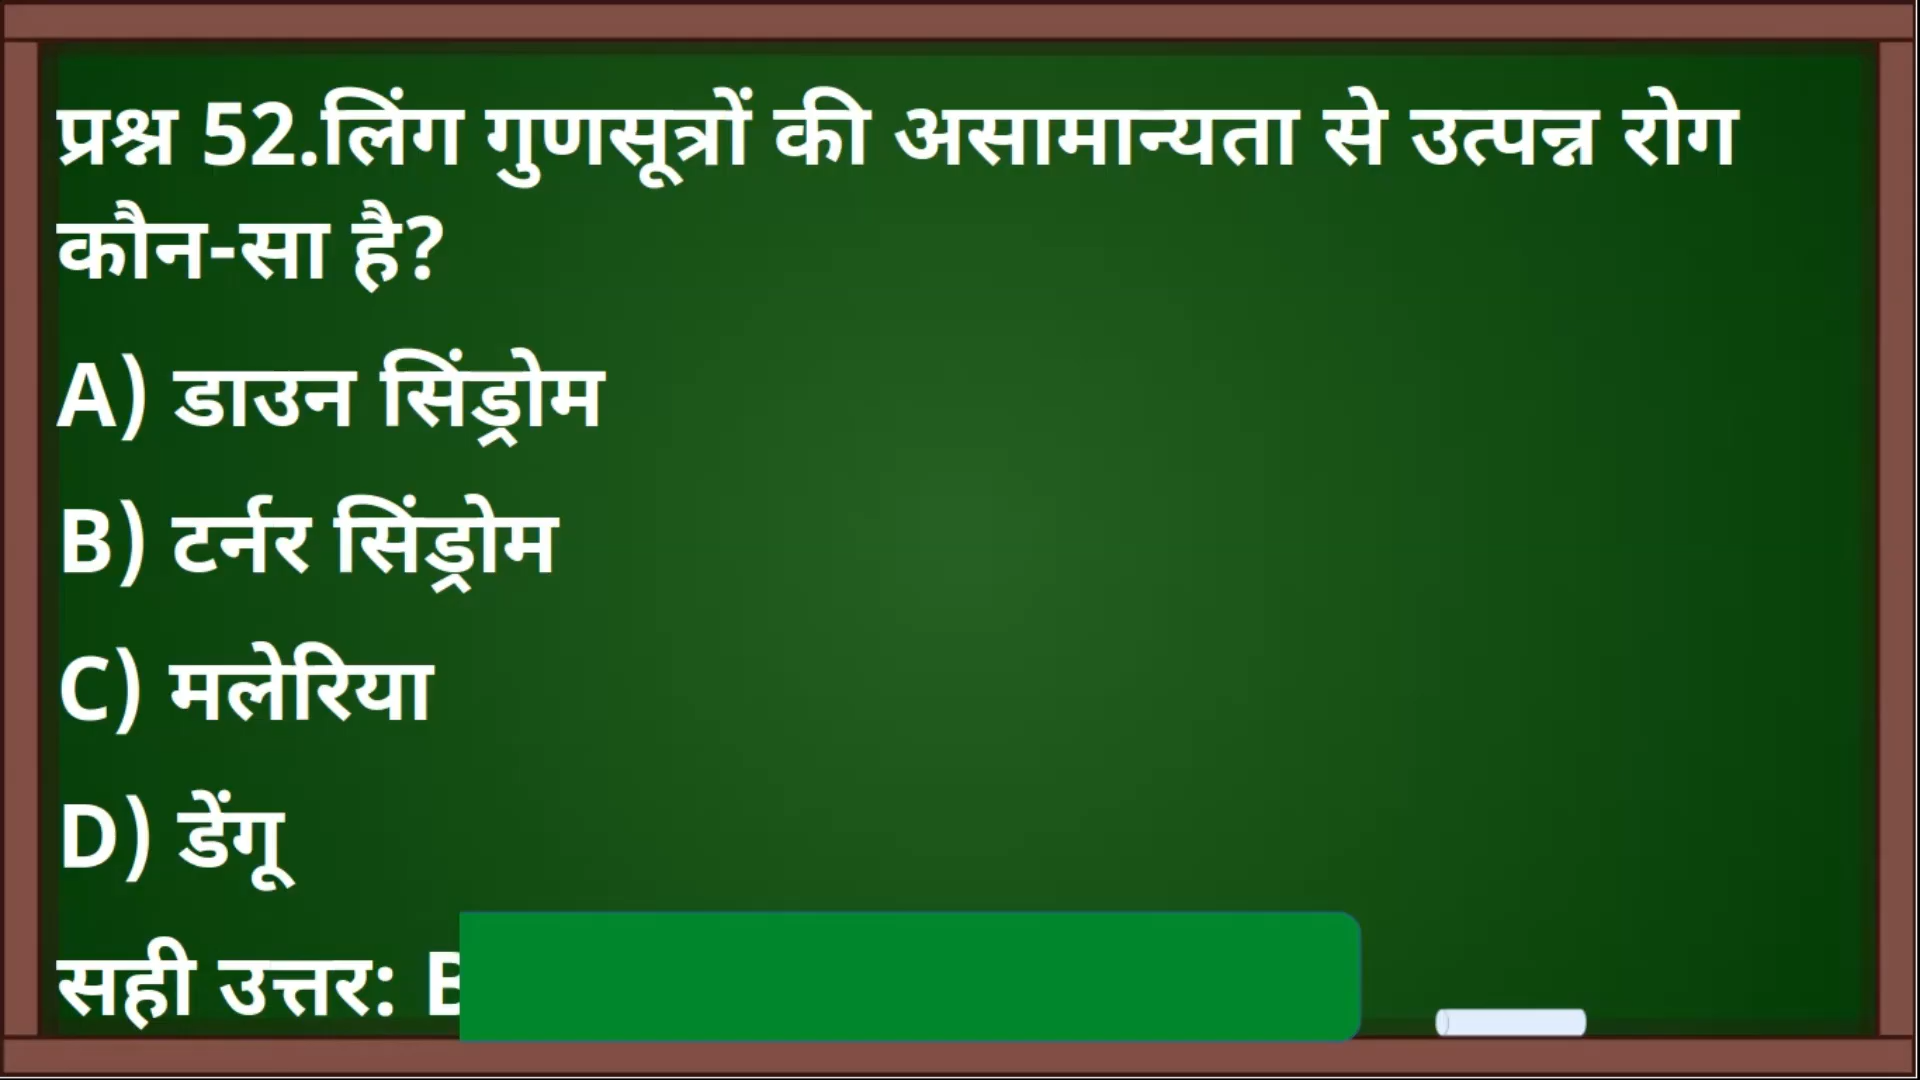 प्रश्न 52.लिंग गुणसूत्रों की असामान्यता से उत्पन्न रोग
कौन-सा है?
A) डाउन सिंड्रोम
B) टर्नर सिंड्रोम
C) मलेरिया
D) डेंगू
सही उत्तर: